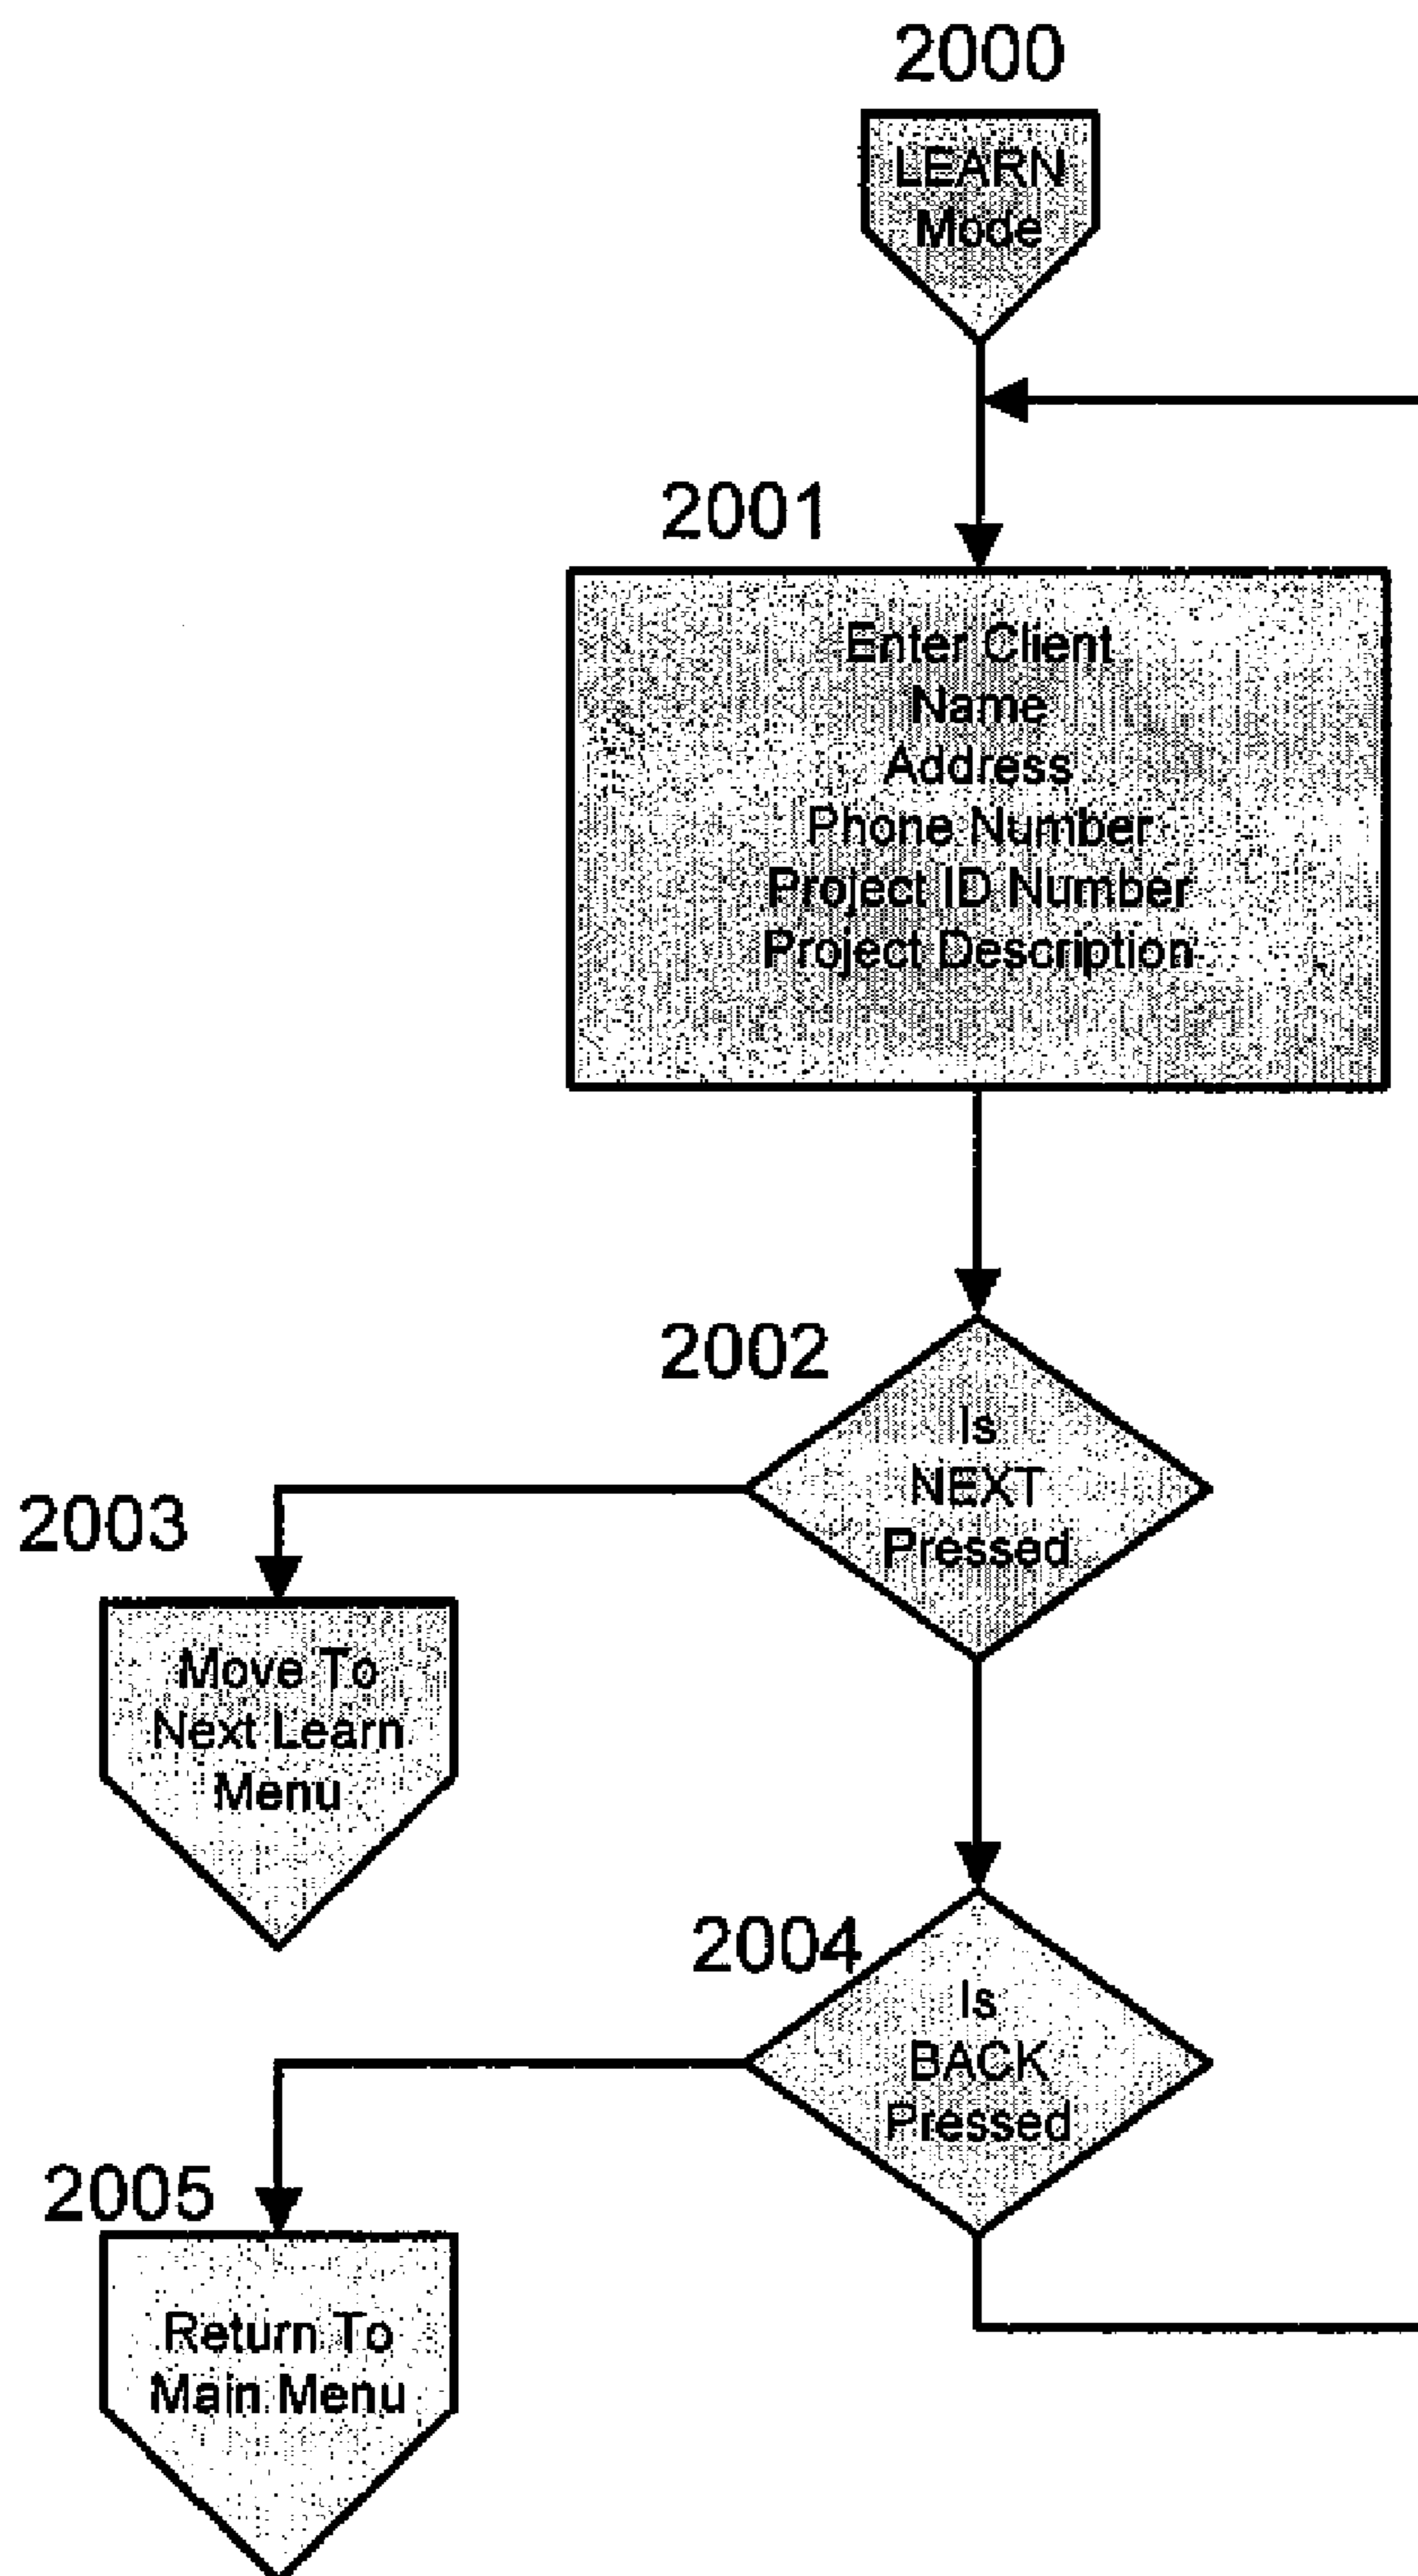 2000
LEARN
Mode
2001
Enter Client
Name
Address
Phone Number
Project ID Number
Project Description
2002
Is
NEXT
Pressed
2003
Move To
Next Learn
Menu
2004
Is
BACK
Pressed
2005
Return To
Main Menu